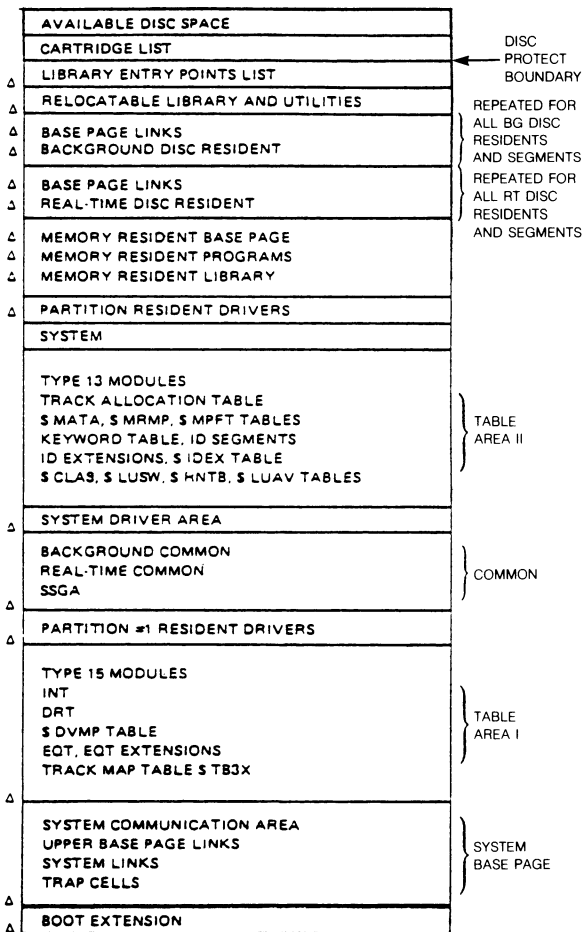 AVAILABLE DISC SPACE
CARTRIDGE LIST
DISC
PROTECT
BOUNDARY
LIBRARY ENTRY POINTS LIST
RELOCATABLE LIBRARY AND UTILITIES
BASE PAGE LINKS
BACKGROUND DISC RESIDENT
REPEATED FOR
ALL BG DISC
RESIDENTS
AND SEGMENTS
BASE PAGE LINKS
REAL-TIME DISC RESIDENT
REPEATED FOR
ALL RT DISC
RESIDENTS
AND SEGMENTS
MEMORY RESIDENT BASE PAGE
MEMORY RESIDENT PROGRAMS
MEMORY RESIDENT LIBRARY
PARTITION RESIDENT DRIVERS
SYSTEM
TYPE 13 MODULES
TRACK ALLOCATION TABLE
$ MATA, $ MRMP, $ MPFT TABLES
KEYWORD TABLE, ID SEGMENTS
ID EXTENSIONS, $ IDEX TABLE
$ CLAS, $ LUSW, $ RNTB, $ LUAV TABLES
TABLE
AREA II
SYSTEM DRIVER AREA
BACKGROUND COMMON
REAL-TIME COMMON
SSGA
COMMON
PARTITION #1 RESIDENT DRIVERS
TYPE 15 MODULES
INT
DRT
$ DVMP TABLE
EQT, EQT EXTENSIONS
TRACK MAP TABLE $ TB3X
TABLE
AREA I
SYSTEM COMMUNICATION AREA
UPPER BASE PAGE LINKS
SYSTEM LINKS
TRAP CELLS
SYSTEM
BASE PAGE
BOOT EXTENSION